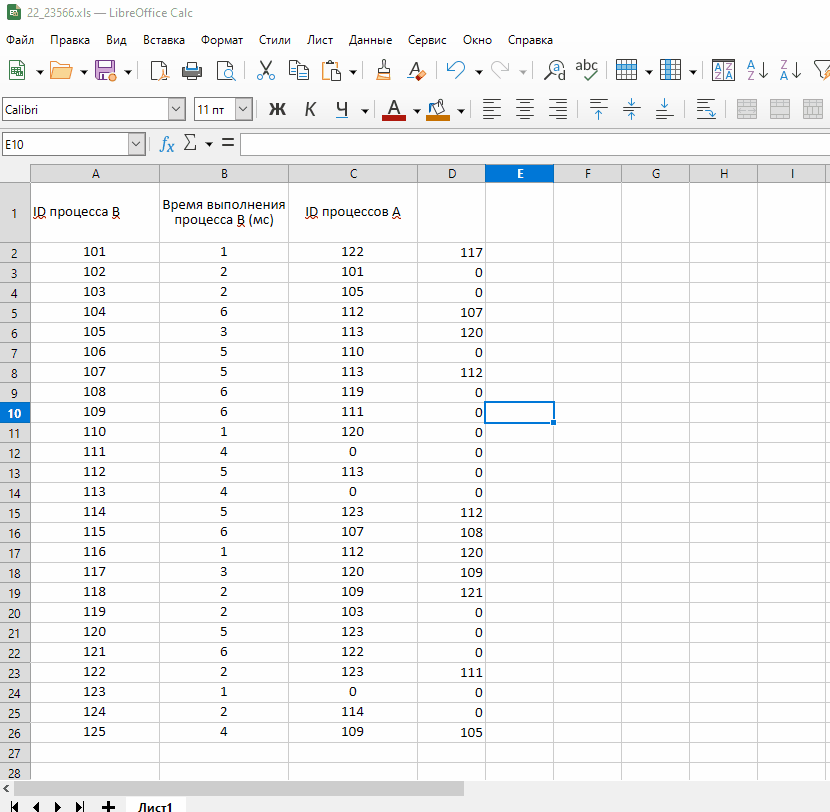 22_23566.xls — LibreOffice Calc
Файл Правка Вид Вставка Формат Стили Лист Данные Сервис Окно Справка
Calibri 11 пт Ж К Ч А
E10 fx Σ =
A B C D E F G H I
1 ID процесса B Время выполнения процесса B (мс) ID процессов A
2 101 1 122 117
3 102 2 101 0
4 103 2 105 0
5 104 6 112 107
6 105 3 113 120
7 106 5 110 0
8 107 5 113 112
9 108 6 119 0
10 109 6 111 0
11 110 1 120 0
12 111 4 0 0
13 112 5 113 0
14 113 4 0 0
15 114 5 123 112
16 115 6 107 108
17 116 1 112 120
18 117 3 120 109
19 118 2 109 121
20 119 2 103 0
21 120 5 123 0
22 121 6 122 0
23 122 2 123 111
24 123 1 0 0
25 124 2 114 0
26 125 4 109 105
27
28
Лист1